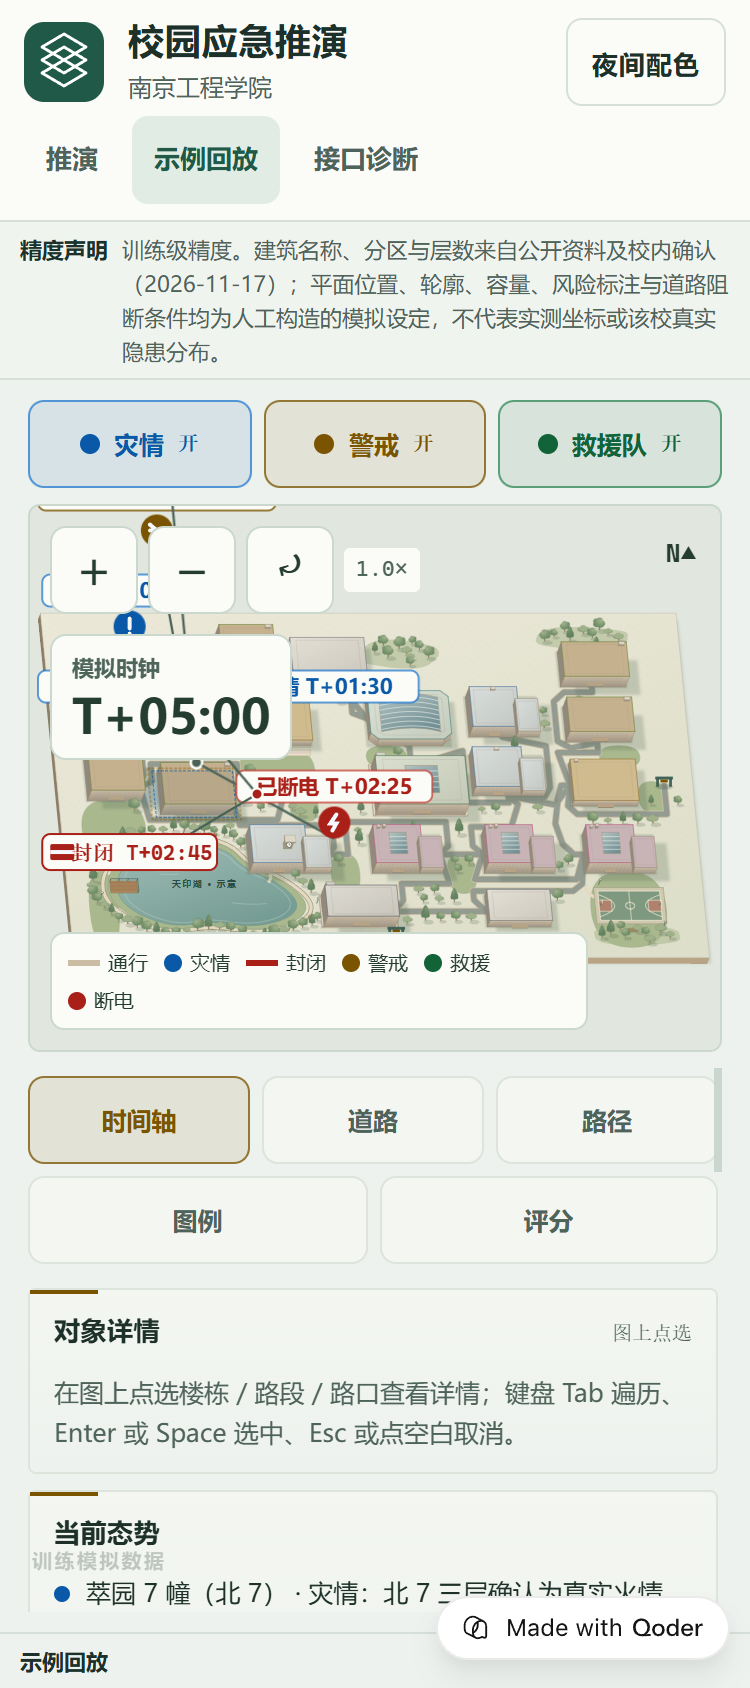 校园应急推演
南京工程学院
夜间配色
推演
示例回放
接口诊断
精度声明
训练级精度。建筑名称、分区与层数来自公开资料及校内确认
（2026-11-17）；平面位置、轮廓、容量、风险标注与道路阻
断条件均为人工构造的模拟设定，不代表实测坐标或该校真实
隐患分布。
灾情 开
警戒 开
救援队 开
+
−
1.0×
N▲
模拟时钟
T+05:00
情 T+01:30
已断电 T+02:25
封闭 T+02:45
天印湖·示意
通行
灾情
封闭
警戒
救援
断电
时间轴
道路
路径
图例
评分
对象详情
图上点选
在图上点选楼栋 / 路段 / 路口查看详情；键盘 Tab 遍历、
Enter 或 Space 选中、Esc 或点空白取消。
当前态势
训练模拟数据
萃园 7 幢（北 7）· 灾情：北 7 三层确认为真实火情
Made with Qoder
示例回放